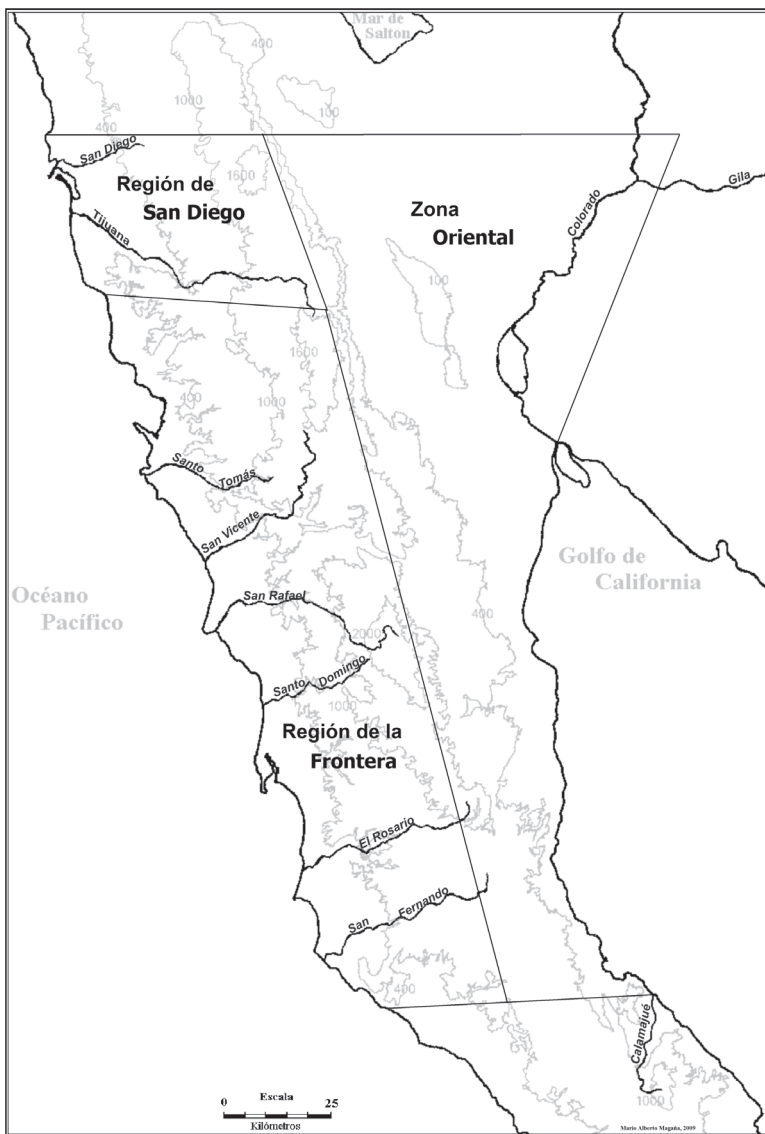 Mar de
Salton
400
1000
100
400
San Diego
1600
Región de
San Diego
Zona
Oriental
Gila
Colorado
Tijuana
100
1600
400
1000
Santo Tomás
San Vicente
Golfo de
California
Océano
Pacífico
San Rafael
400
2000
Santo Domingo
1000
Región de la
Frontera
El Rosario
San Fernando
400
Calamajué
1000
0 Escala 25
Kilómetros
Mario Alberto Magaña, 2009